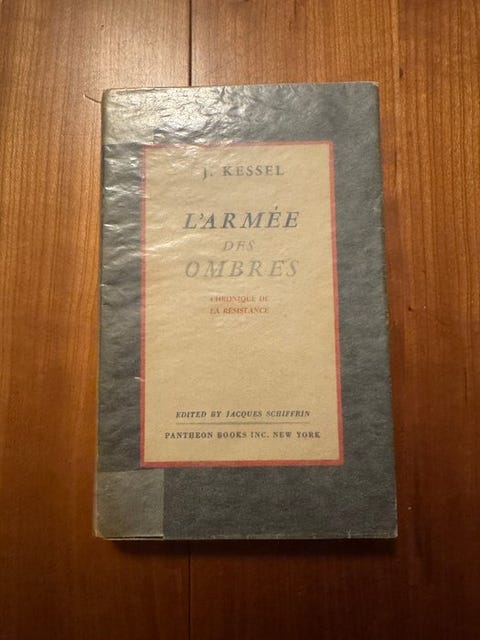 J. KESSEL
L'ARMÉE
DES
OMBRES
CHRONIQUE DE
LA RÉSISTANCE
EDITED BY JACQUES SCHIFFRIN
PANTHEON BOOKS INC. NEW YORK